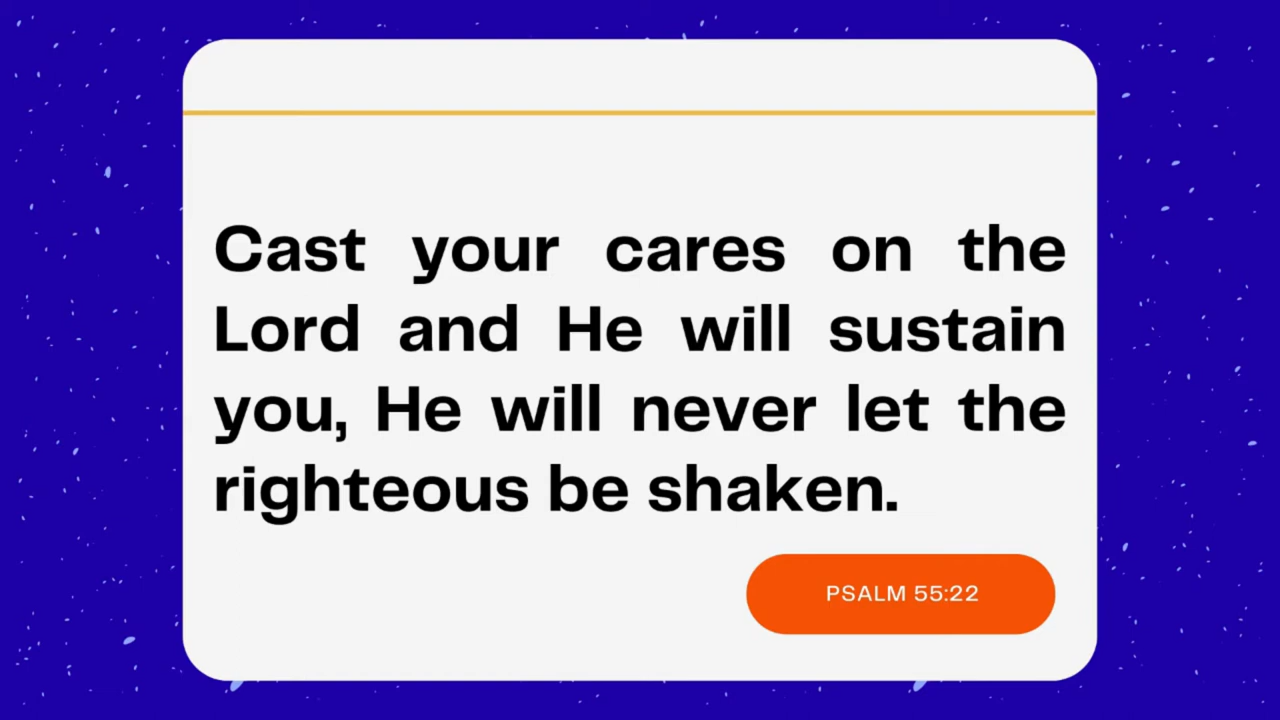 Cast your cares on the
Lord and He will sustain
you, He will never let the
righteous be shaken.
PSALM 55:22